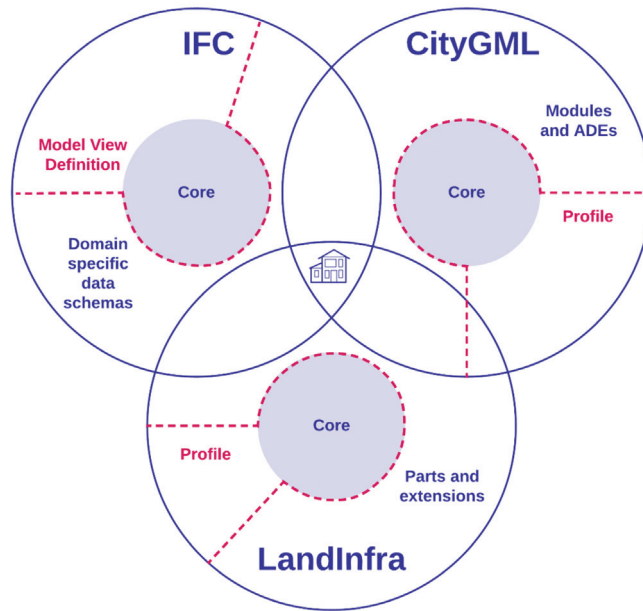 IFC
CityGML
Modules
and ADEs
Model View
Definition
Core
Core
Profile
Domain
specific
data
schemas
Core
Profile
Parts and
extensions
LandInfra